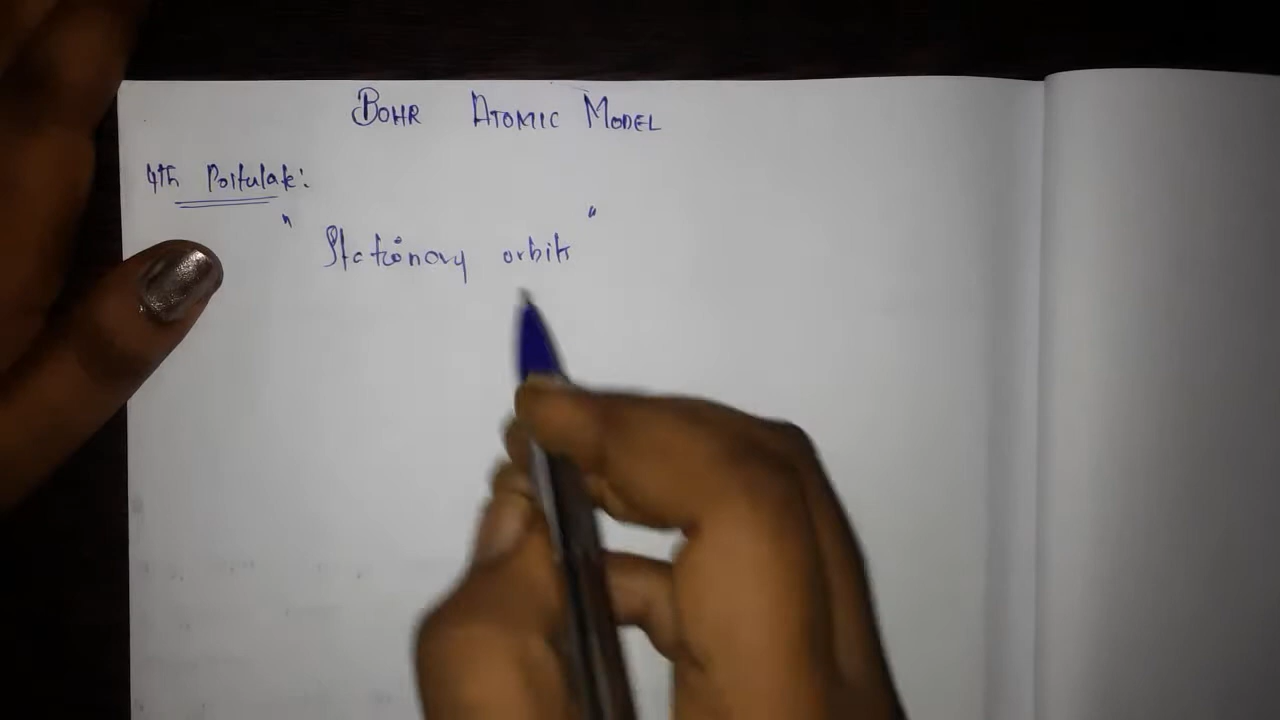 BOHR ATOMIC MODEL
4th Postulate:
" Stationary orbits "